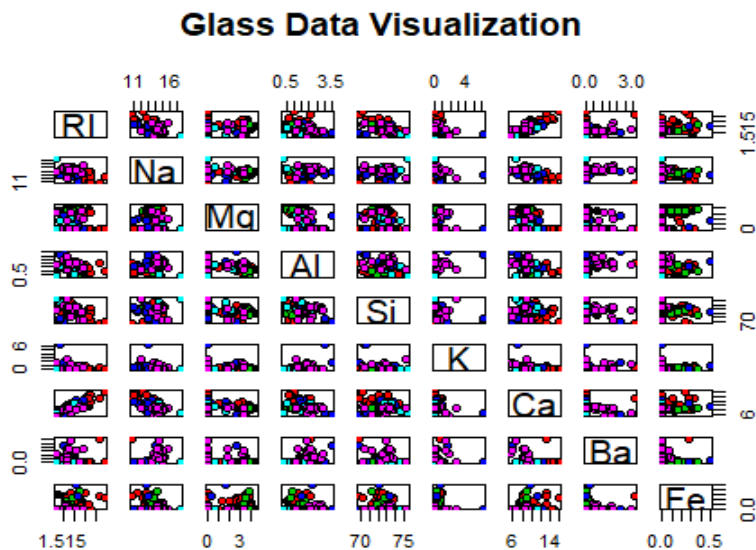 Glass Data Visualization
11 16 0.5 3.5 0 4 0.0 3.0
RI 1.515
11 Na
Mg 0
0.5 Al
Si 70
0 6 K
Ca 6
0.0 Ba
Fe 0.0
1.515 0 3 70 75 6 14 0.0 0.5